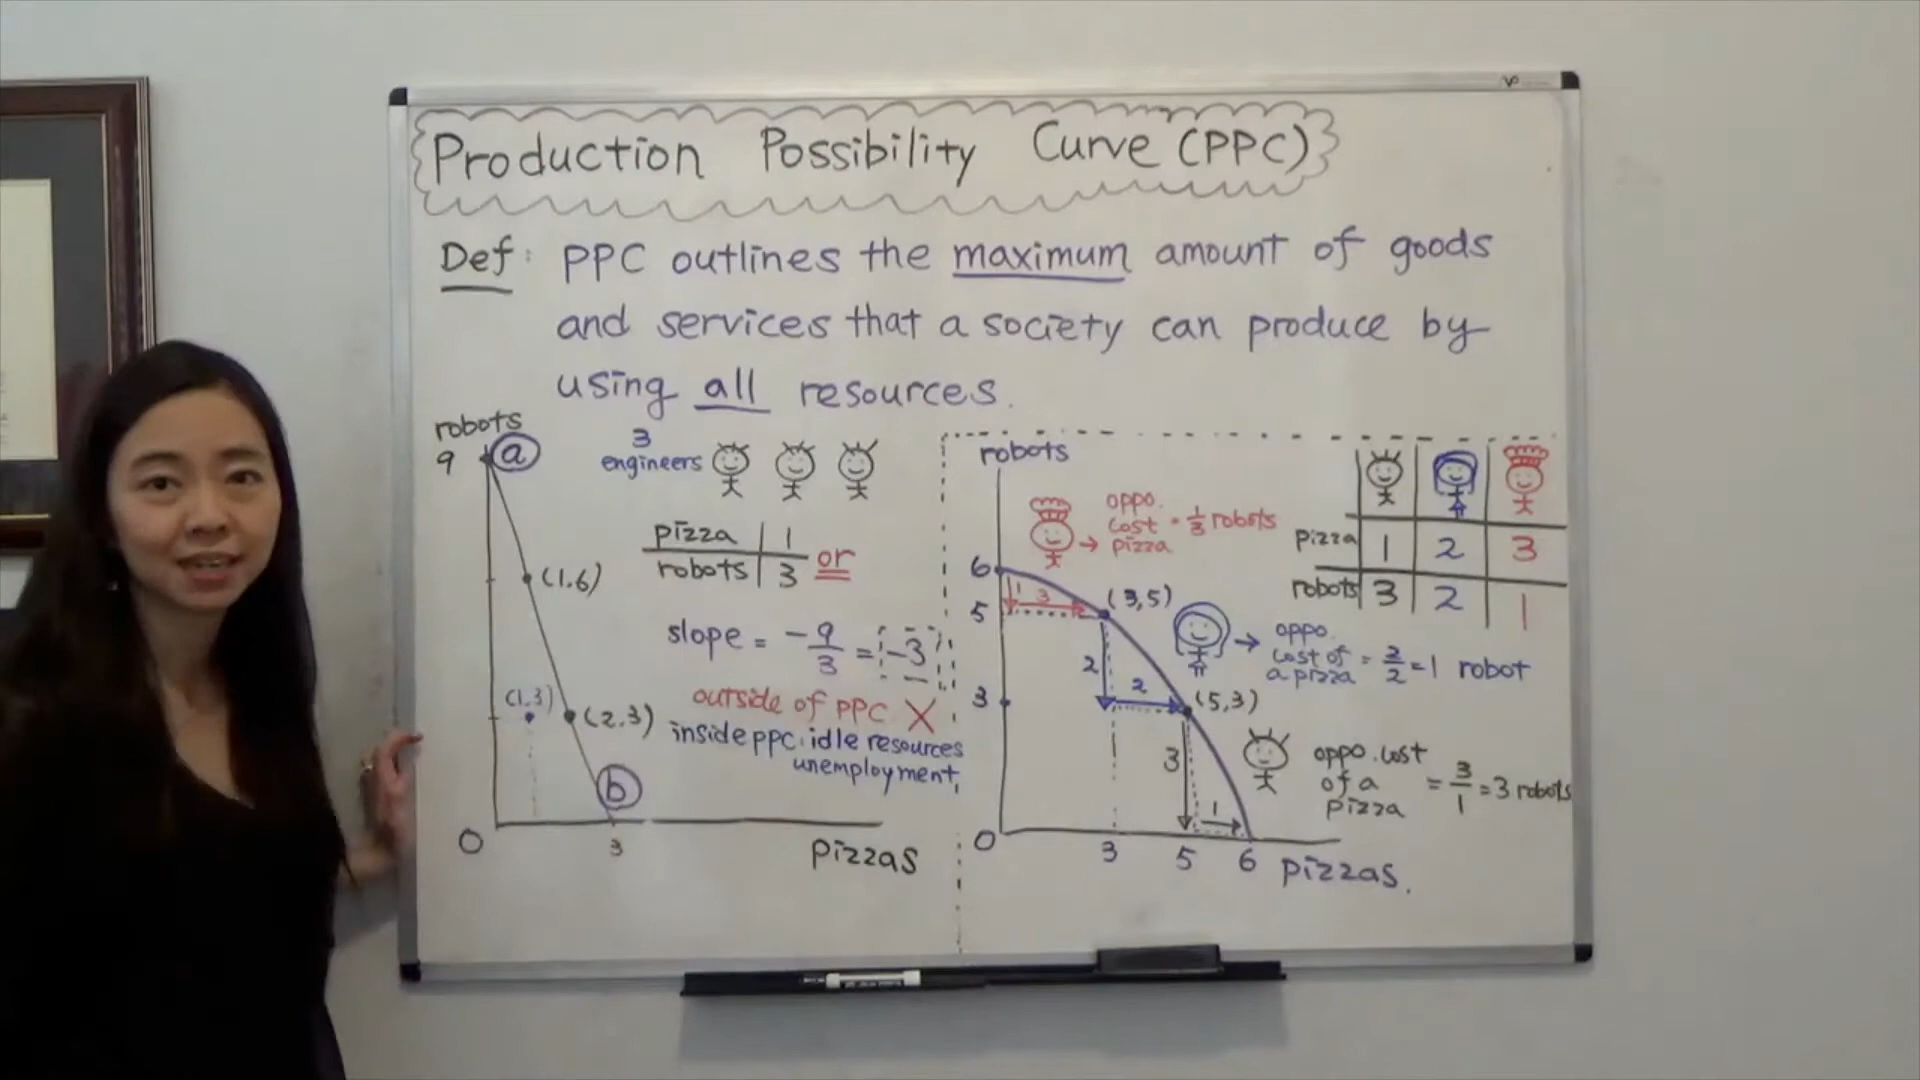 Production Possibility Curve (PPC)
Def: PPC outlines the maximum amount of goods
and services that a society can produce by
using all resources.
robots
9
a
3
engineers
pizza 1
robots 3 or
(1,6)
slope = -9/3 = -3
outside of PPC X
(1,3)
(2,3)
inside ppc: idle resources
unemployment
b
0
3
pizzas
robots
oppo.
cost = 1/3 robots
pizza
pizza 1 2 3
robots 3 2 1
6
5
3
1
3
(3,5)
oppo.
cost of = 2/2 = 1 robot
a pizza
2
2
(5,3)
oppo. cost
of a = 3/1 = 3 robots
pizza
3
1
0
3
5
6
pizzas.